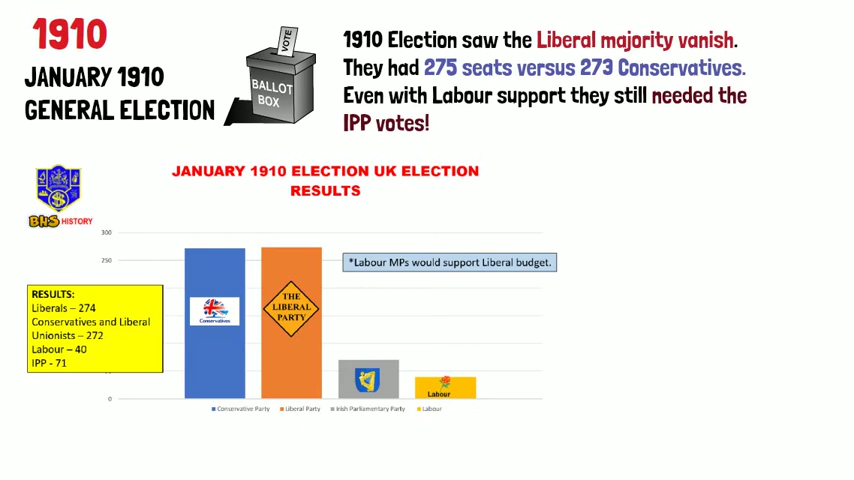 1910
JANUARY 1910
GENERAL ELECTION
VOTE
BALLOT
BOX
1910 Election saw the Liberal majority vanish.
They had 275 seats versus 273 Conservatives.
Even with Labour support they still needed the
IPP votes!
JANUARY 1910 ELECTION UK ELECTION
RESULTS
BNS HISTORY
300
250
0
*Labour MPs would support Liberal budget.
RESULTS:
Liberals – 274
Conservatives and Liberal
Unionists – 272
Labour – 40
IPP - 71
Conservatives
THE
LIBERAL
PARTY
Labour
Conservative Party Liberal Party Irish Parliamentary Party Labour